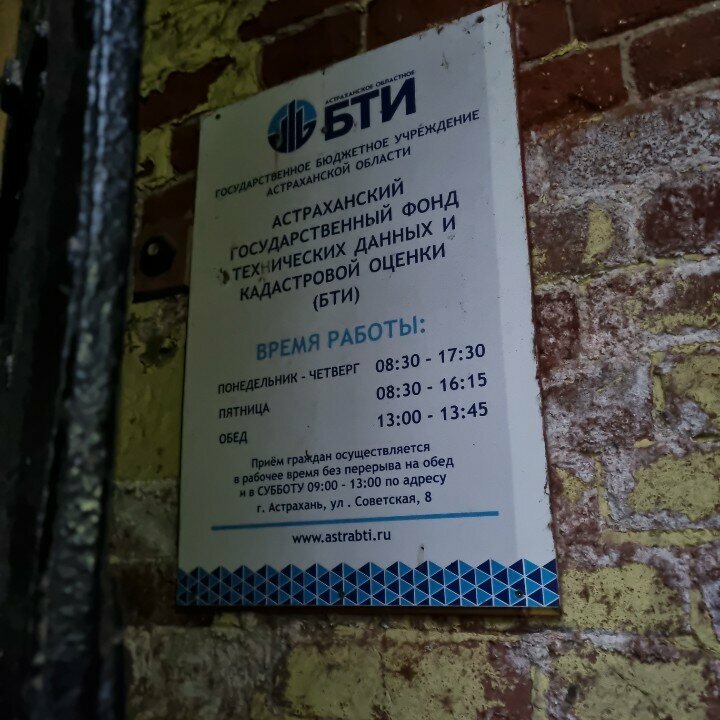 АСТРАХАНСКОЕ ОБЛАСТНОЕ
БТИ
ГОСУДАРСТВЕННОЕ БЮДЖЕТНОЕ УЧРЕЖДЕНИЕ
АСТРАХАНСКОЙ ОБЛАСТИ
АСТРАХАНСКИЙ
ГОСУДАРСТВЕННЫЙ ФОНД
ТЕХНИЧЕСКИХ ДАННЫХ И
КАДАСТРОВОЙ ОЦЕНКИ
(БТИ)
ВРЕМЯ РАБОТЫ:
ПОНЕДЕЛЬНИК - ЧЕТВЕРГ 08:30 - 17:30
ПЯТНИЦА 08:30 - 16:15
ОБЕД 13:00 - 13:45
Приём граждан осуществляется
в рабочее время без перерыва на обед
и в СУББОТУ 09:00 - 13:00 по адресу
г. Астрахань, ул . Советская, 8
www.astrabti.ru